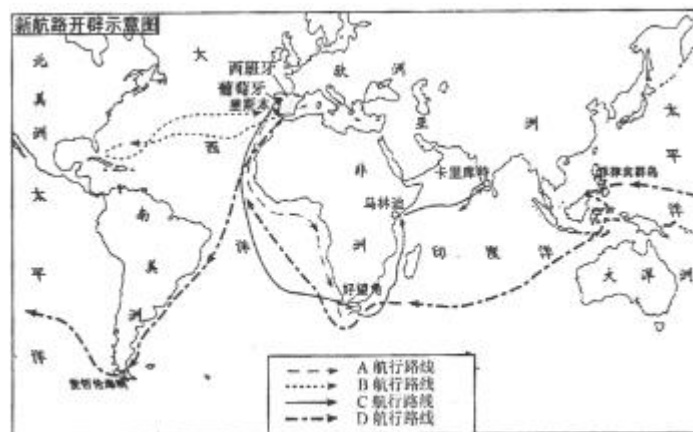 新航路开辟示意图
北美洲
大
西班牙
葡萄牙
里斯本
欧洲
亚洲
太平洋
西
非洲
卡里库特
菲律宾群岛
马林迪
太平洋
南美洲
洋
印度洋
好望角
大洋洲
麦哲伦海峡
A 航行路线
B 航行路线
C 航行路线
D 航行路线